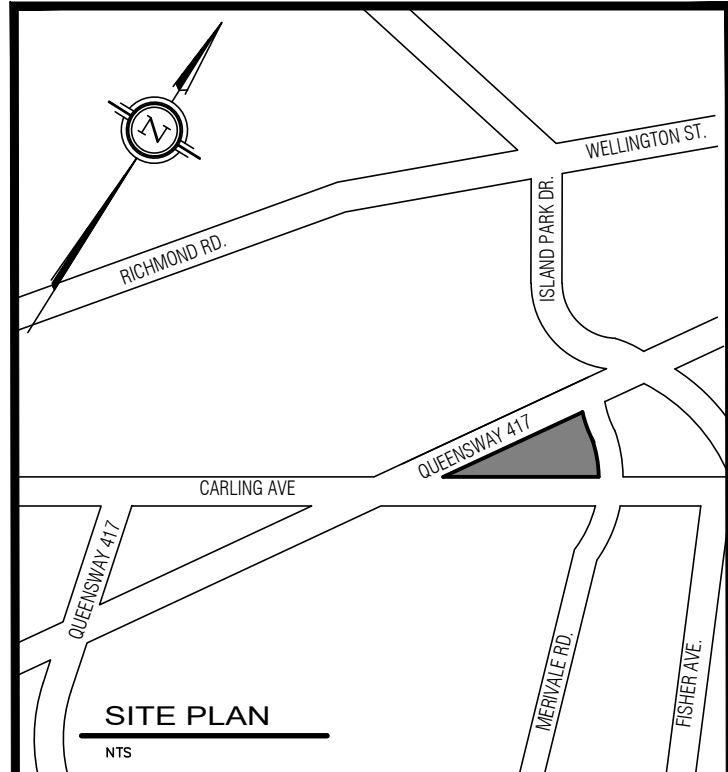 N
WELLINGTON ST.
ISLAND PARK DR.
RICHMOND RD.
QUEENSWAY 417
CARLING AVE
QUEENSWAY 417
MERIVALE RD.
FISHER AVE.
SITE PLAN
NTS